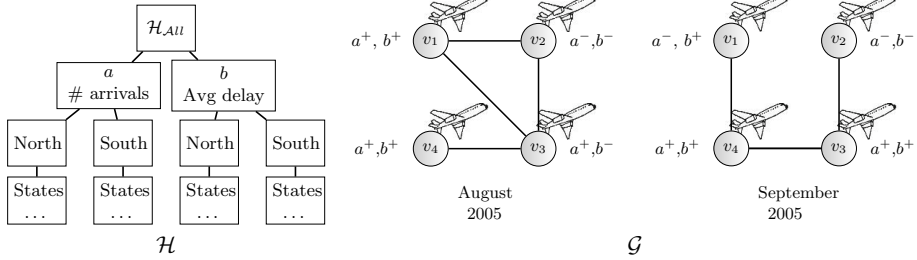 H_All
a
# arrivals
b
Avg delay
North
South
North
South
States
...
States
...
States
...
States
...
ℋ
a⁺, b⁺
v₁
v₂
a⁻,b⁻
a⁺,b⁺
v₄
v₃
a⁺,b⁻
August
2005
a⁻, b⁺
v₁
v₂
a⁻,b⁻
a⁺,b⁺
v₄
v₃
a⁺,b⁺
September
2005
𝒢